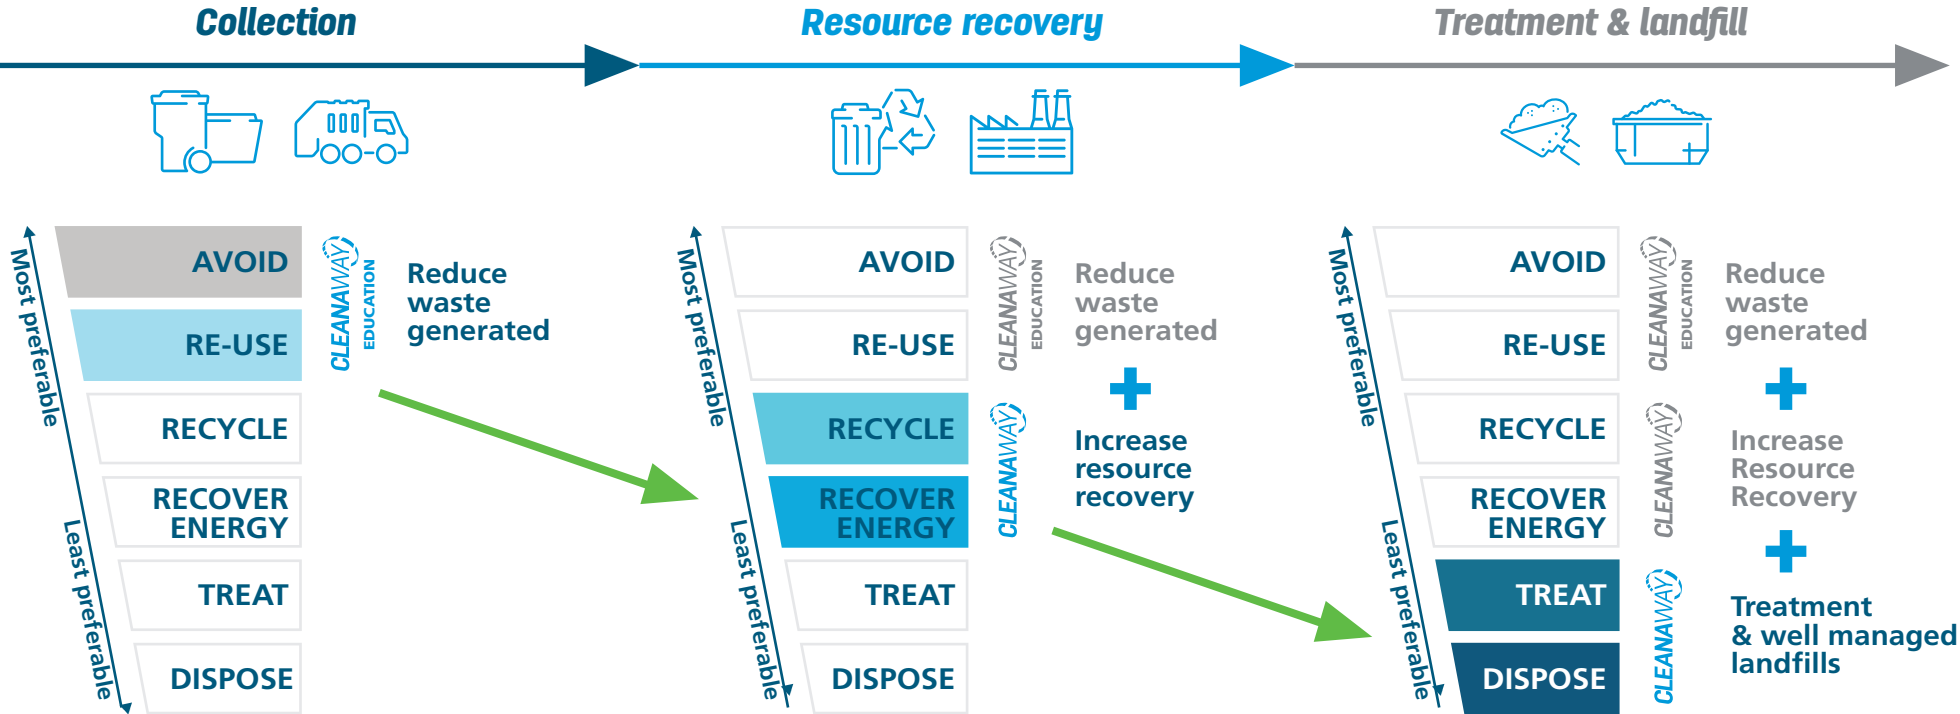 Collection
Resource recovery
Treatment & landfill
Most preferable
Least preferable
AVOID
RE-USE
RECYCLE
RECOVER
ENERGY
TREAT
DISPOSE
CLEANAWAY
EDUCATION
Reduce
waste
generated
Most preferable
Least preferable
AVOID
RE-USE
RECYCLE
RECOVER
ENERGY
TREAT
DISPOSE
CLEANAWAY
EDUCATION
Reduce
waste
generated
+
CLEANAWAY
Increase
resource
recovery
Most preferable
Least preferable
AVOID
RE-USE
RECYCLE
RECOVER
ENERGY
TREAT
DISPOSE
CLEANAWAY
EDUCATION
Reduce
waste
generated
+
CLEANAWAY
Increase
Resource
Recovery
+
CLEANAWAY
Treatment
& well managed
landfills